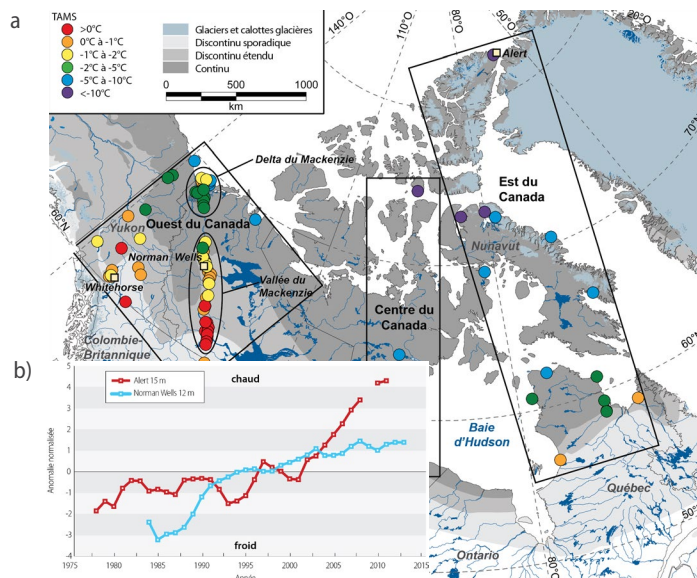 a
TAMS
>0°C
0°C à -1°C
-1°C à -2°C
-2°C à -5°C
-5°C à -10°C
<-10°C
Glaciers et calottes glacières
Discontinu sporadique
Discontinu étendu
Continu
0 500 1000
km
140°O
120°O
100°O
80°O
50°O
20°O
70°N
60°N
60°N
50°N
80°O
Alert
Delta du Mackenzie
Yukon
Ouest du Canada
Norman Wells
Whitehorse
Vallée du
Mackenzie
Colombie-
Britannique
Centre du
Canada
Est du
Canada
Nunavut
Baie
d'Hudson
Québec
Ontario
b)
Alert 15 m
Norman Wells 12 m
chaud
froid
Anomalie normalisée
5
4
3
2
1
0
-1
-2
-3
-4
1975 1980 1985 1990 1995 2000 2005 2010 2015
Année